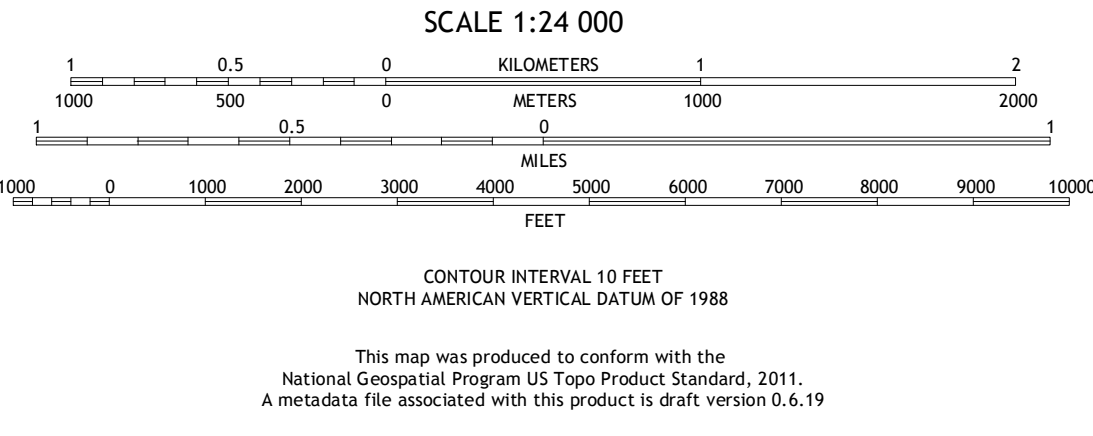 SCALE 1:24 000
1 0.5 0 KILOMETERS 1 2
1000 500 0 METERS 1000 2000
1 0.5 0 1
MILES
1000 0 1000 2000 3000 4000 5000 6000 7000 8000 9000 10000
FEET
CONTOUR INTERVAL 10 FEET
NORTH AMERICAN VERTICAL DATUM OF 1988
This map was produced to conform with the
National Geospatial Program US Topo Product Standard, 2011.
A metadata file associated with this product is draft version 0.6.19